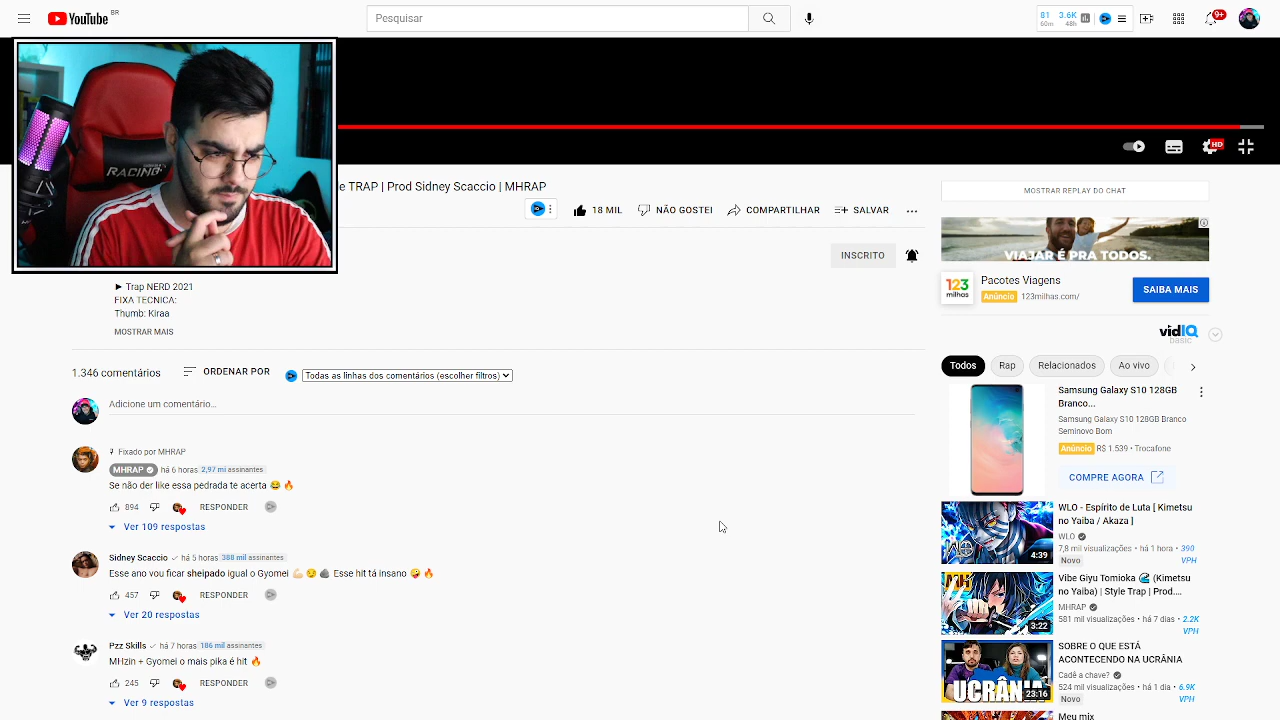 YouTube BR
Pesquisar
81 3.6K
60m 48h
9+
RACING
HD
e TRAP | Prod Sidney Scaccio | MHRAP
18 MIL NÃO GOSTEI COMPARTILHAR SALVAR
INSCRITO
► Trap NERD 2021
FIXA TECNICA:
Thumb: Kiraa
MOSTRAR MAIS
1.346 comentários ORDENAR POR Todas as linhas dos comentários (escolher filtros)
Adicione um comentário...
Fixado por MHRAP
MHRAP há 6 horas 2,97 mi assinantes
Se não der like essa pedrada te acerta 😂 🔥
894 RESPONDER
Ver 109 respostas
Sidney Scaccio há 5 horas 388 mil assinantes
Esse ano vou ficar sheipado igual o Gyomei 💪🏻😏🪨 Esse hit tá insano 🤪 🔥
457 RESPONDER
Ver 20 respostas
Pzz Skills há 7 horas 186 mil assinantes
MHzin + Gyomei o mais pika é hit 🔥
245 RESPONDER
Ver 9 respostas
MOSTRAR REPLAY DO CHAT
VIAJAR É PRA TODOS.
123 milhas
Pacotes Viagens
Anúncio 123milhas.com/
SAIBA MAIS
vidIQ
basic
Todos Rap Relacionados Ao vivo
Samsung Galaxy S10 128GB
Branco...
Samsung Galaxy S10 128GB Branco
Seminovo Bom
Anúncio R$ 1.539 • Trocafone
COMPRE AGORA
4:39
WLO - Espírito de Luta [ Kimetsu
no Yaiba / Akaza ]
WLO
7,8 mil visualizações • há 1 hora • 390
VPH
Novo
MH
3:22
Vibe Giyu Tomioka 🌊 (Kimetsu
no Yaiba) | Style Trap | Prod....
MHRAP
581 mil visualizações • há 7 dias • 2.2K
VPH
UCRÂNIA
23:16
SOBRE O QUE ESTÁ
ACONTECENDO NA UCRÂNIA
Cadê a chave?
524 mil visualizações • há 1 dia • 6.9K
VPH
Novo
Meu mix